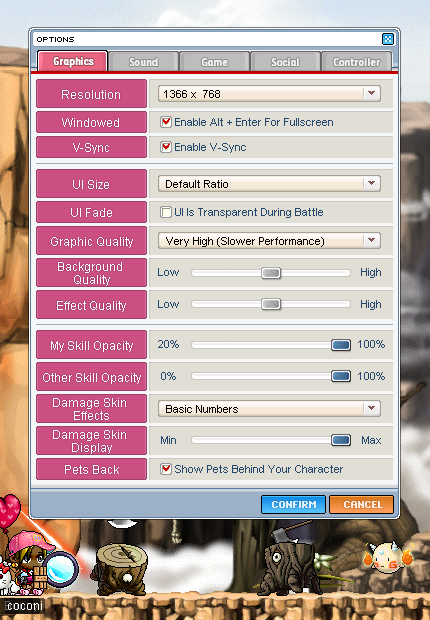 OPTIONS
Graphics Sound Game Social Controller
Resolution 1366 x 768
Windowed Enable Alt + Enter For Fullscreen
V-Sync Enable V-Sync
UI Size Default Ratio
UI Fade UI Is Transparent During Battle
Graphic Quality Very High (Slower Performance)
Background
Quality
Low High
Effect Quality Low High
My Skill Opacity 20% 100%
Other Skill Opacity 0% 100%
Damage Skin
Effects
Basic Numbers
Damage Skin
Display
Min Max
Pets Back Show Pets Behind Your Character
CONFIRM CANCEL
coconi